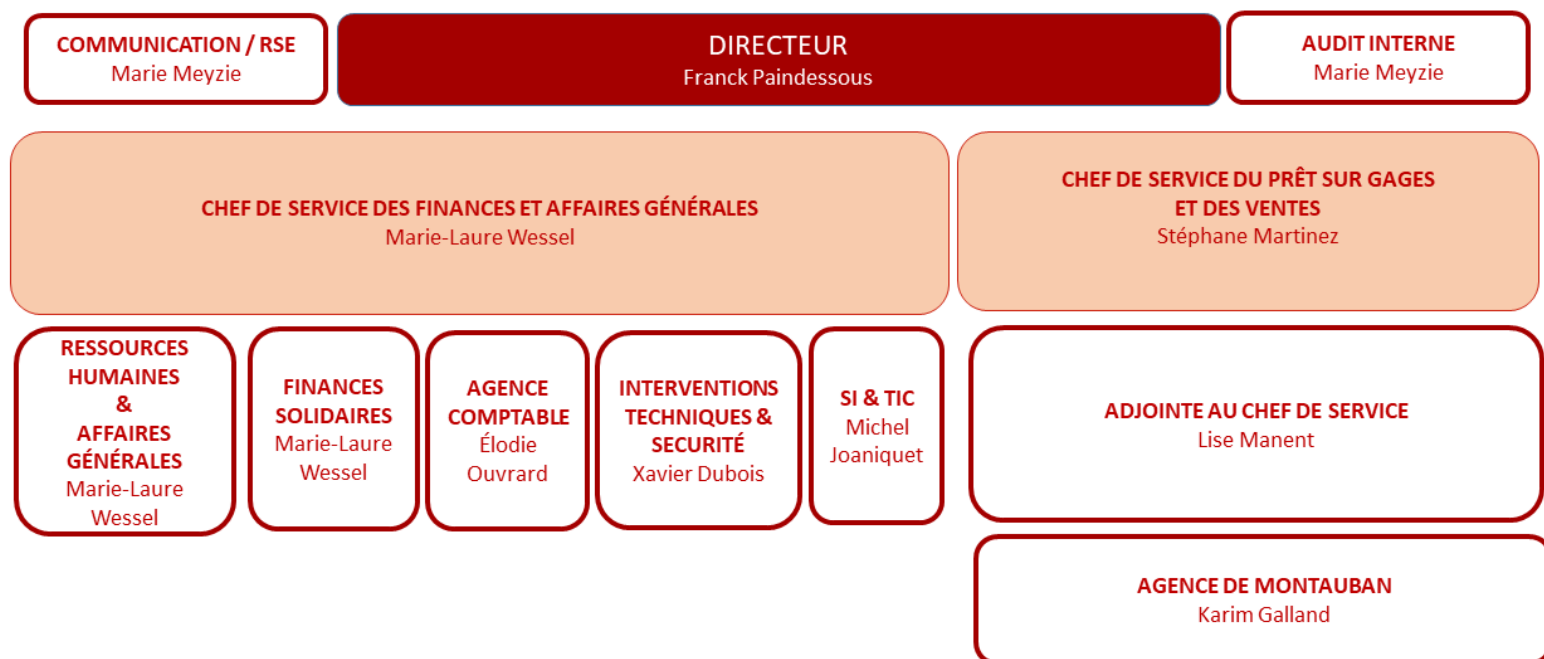 COMMUNICATION / RSE
Marie Meyzie
DIRECTEUR
Franck Paindessous
AUDIT INTERNE
Marie Meyzie
CHEF DE SERVICE DES FINANCES ET AFFAIRES GÉNÉRALES
Marie-Laure Wessel
CHEF DE SERVICE DU PRÊT SUR GAGES
ET DES VENTES
Stéphane Martinez
RESSOURCES
HUMAINES
&
AFFAIRES
GÉNÉRALES
Marie-Laure
Wessel
FINANCES
SOLIDAIRES
Marie-Laure
Wessel
AGENCE
COMPTABLE
Élodie
Ouvrard
INTERVENTIONS
TECHNIQUES &
SECURITÉ
Xavier Dubois
SI & TIC
Michel
Joaniquet
ADJOINTE AU CHEF DE SERVICE
Lise Manent
AGENCE DE MONTAUBAN
Karim Galland